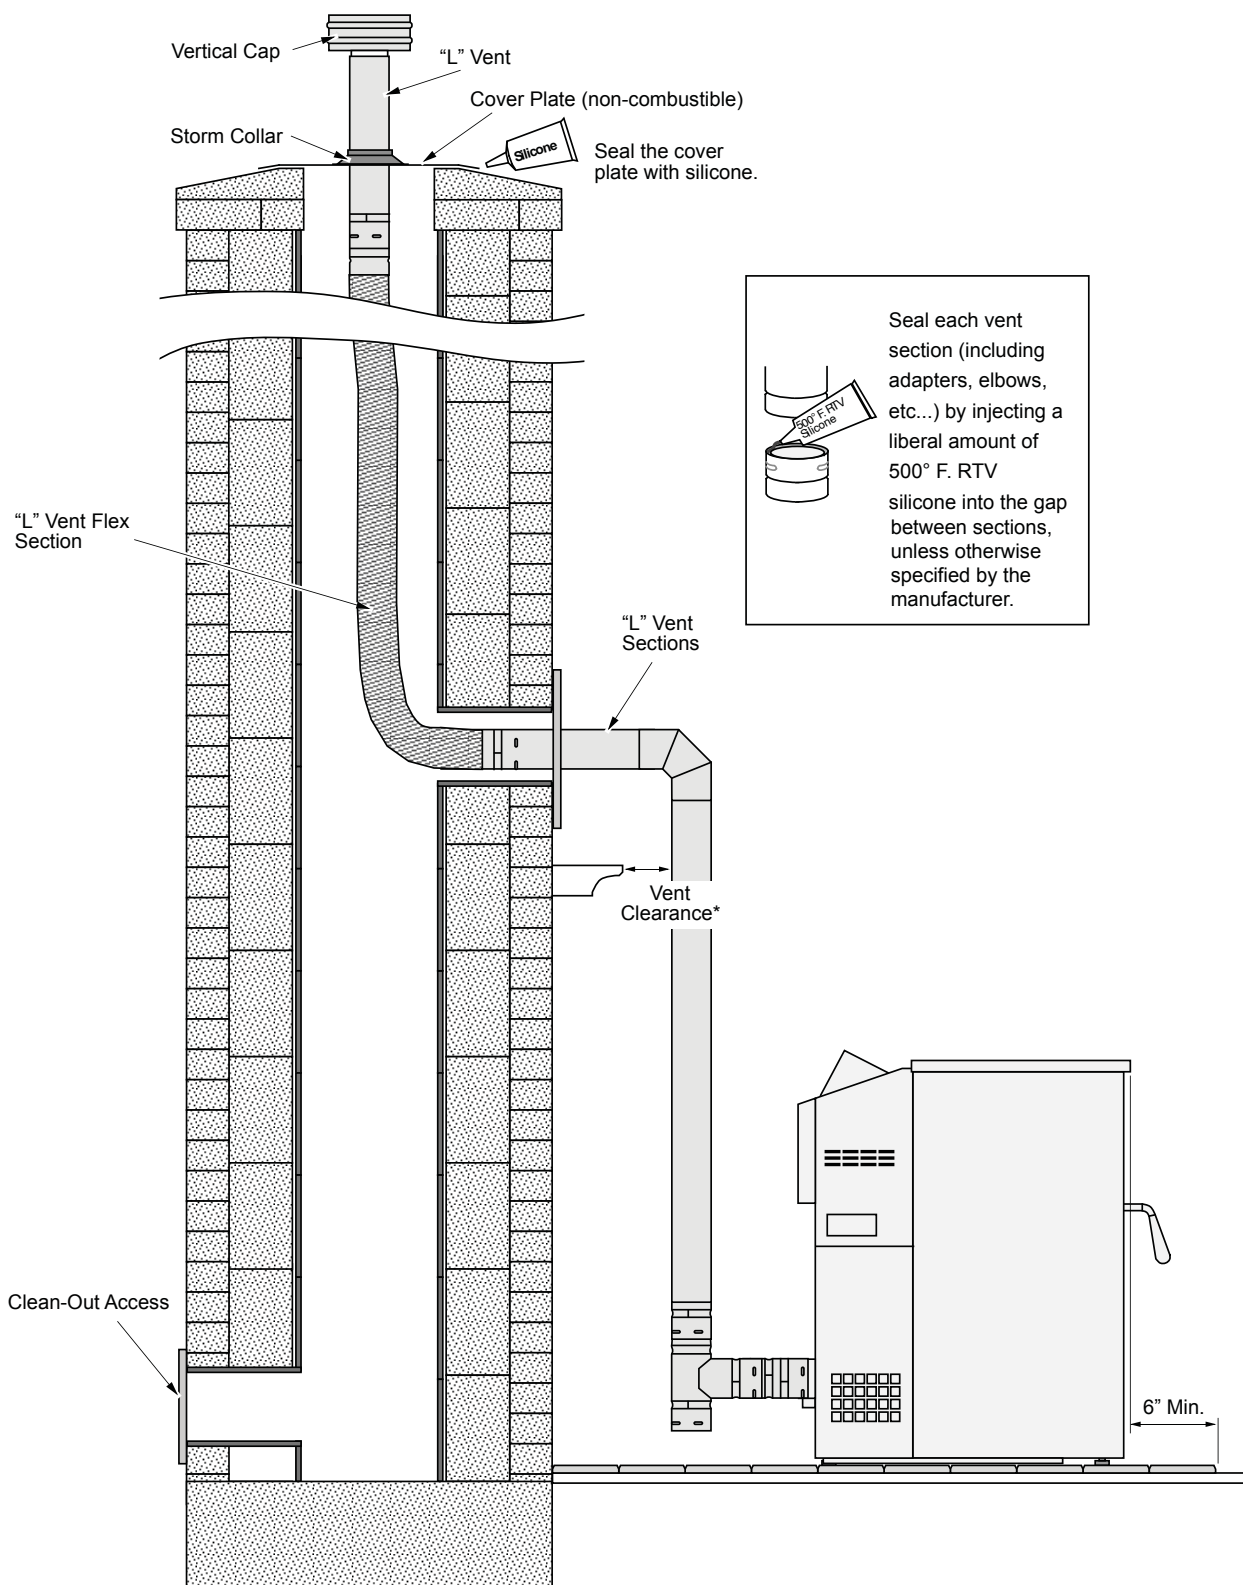 Vertical Cap
“L” Vent
Cover Plate (non-combustible)
Storm Collar
Silicone
Seal the cover
plate with silicone.
Seal each vent
section (including
adapters, elbows,
etc...) by injecting a
liberal amount of
500° F. RTV
silicone into the gap
between sections,
unless otherwise
specified by the
manufacturer.
500° F. RTV
Silicone
“L” Vent Flex
Section
“L” Vent
Sections
Vent
Clearance*
Clean-Out Access
6” Min.